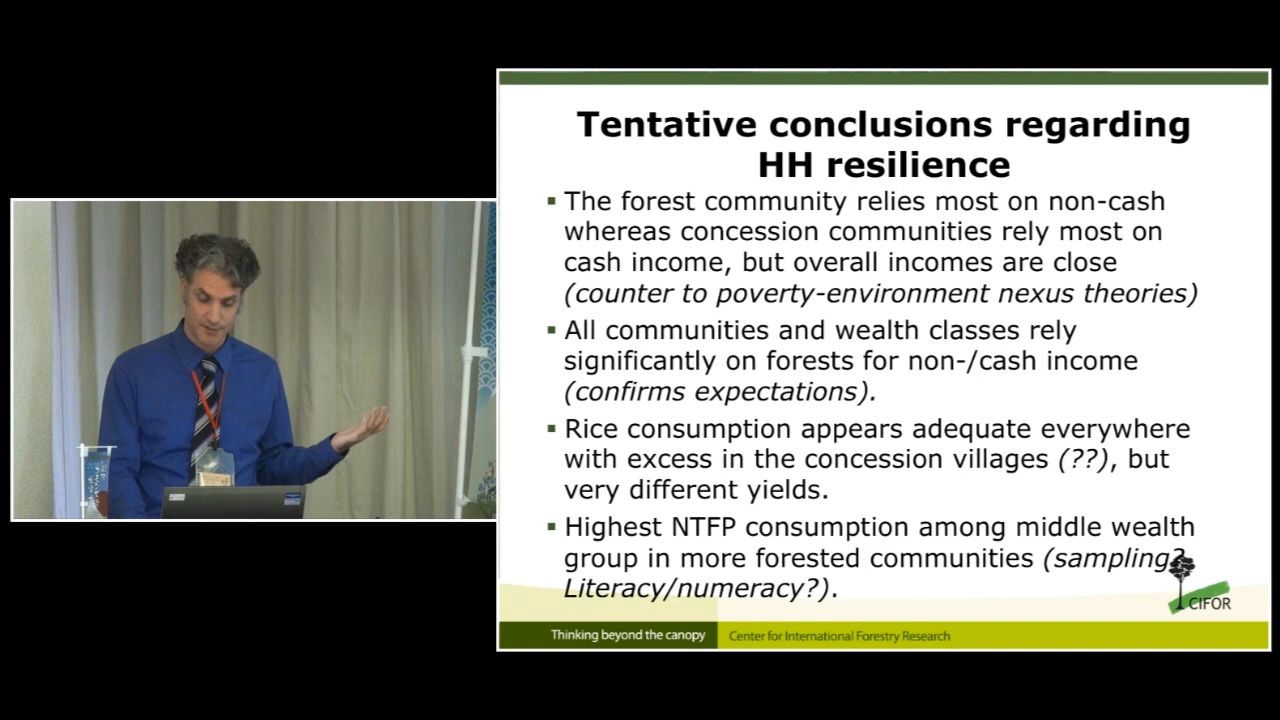 Tentative conclusions regarding
HH resilience
▪ The forest community relies most on non-cash
whereas concession communities rely most on
cash income, but overall incomes are close
(counter to poverty-environment nexus theories)
▪ All communities and wealth classes rely
significantly on forests for non-/cash income
(confirms expectations).
▪ Rice consumption appears adequate everywhere
with excess in the concession villages (??), but
very different yields.
▪ Highest NTFP consumption among middle wealth
group in more forested communities (sampling?
Literacy/numeracy?).
CIFOR
Thinking beyond the canopy
Center for International Forestry Research